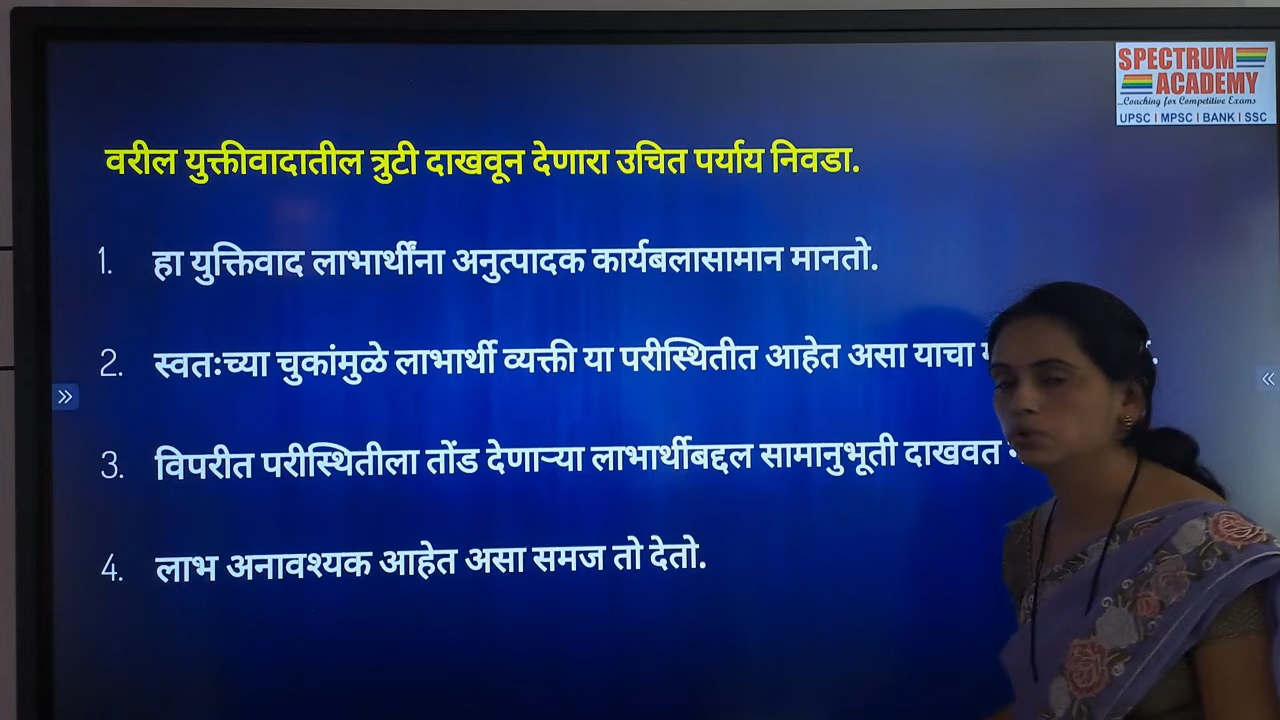 SPECTRUM
ACADEMY
...Coaching for Competitive Exams
UPSC | MPSC | BANK | SSC
वरील युक्तीवादातील त्रुटी दाखवून देणारा उचित पर्याय निवडा.
1. हा युक्तिवाद लाभार्थींना अनुत्पादक कार्यबलासामान मानतो.
2. स्वतःच्या चुकांमुळे लाभार्थी व्यक्ती या परीस्थितीत आहेत असा याचा
3. विपरीत परीस्थितीला तोंड देणाऱ्या लाभार्थीबद्दल सामानुभूती दाखवत
4. लाभ अनावश्यक आहेत असा समज तो देतो.